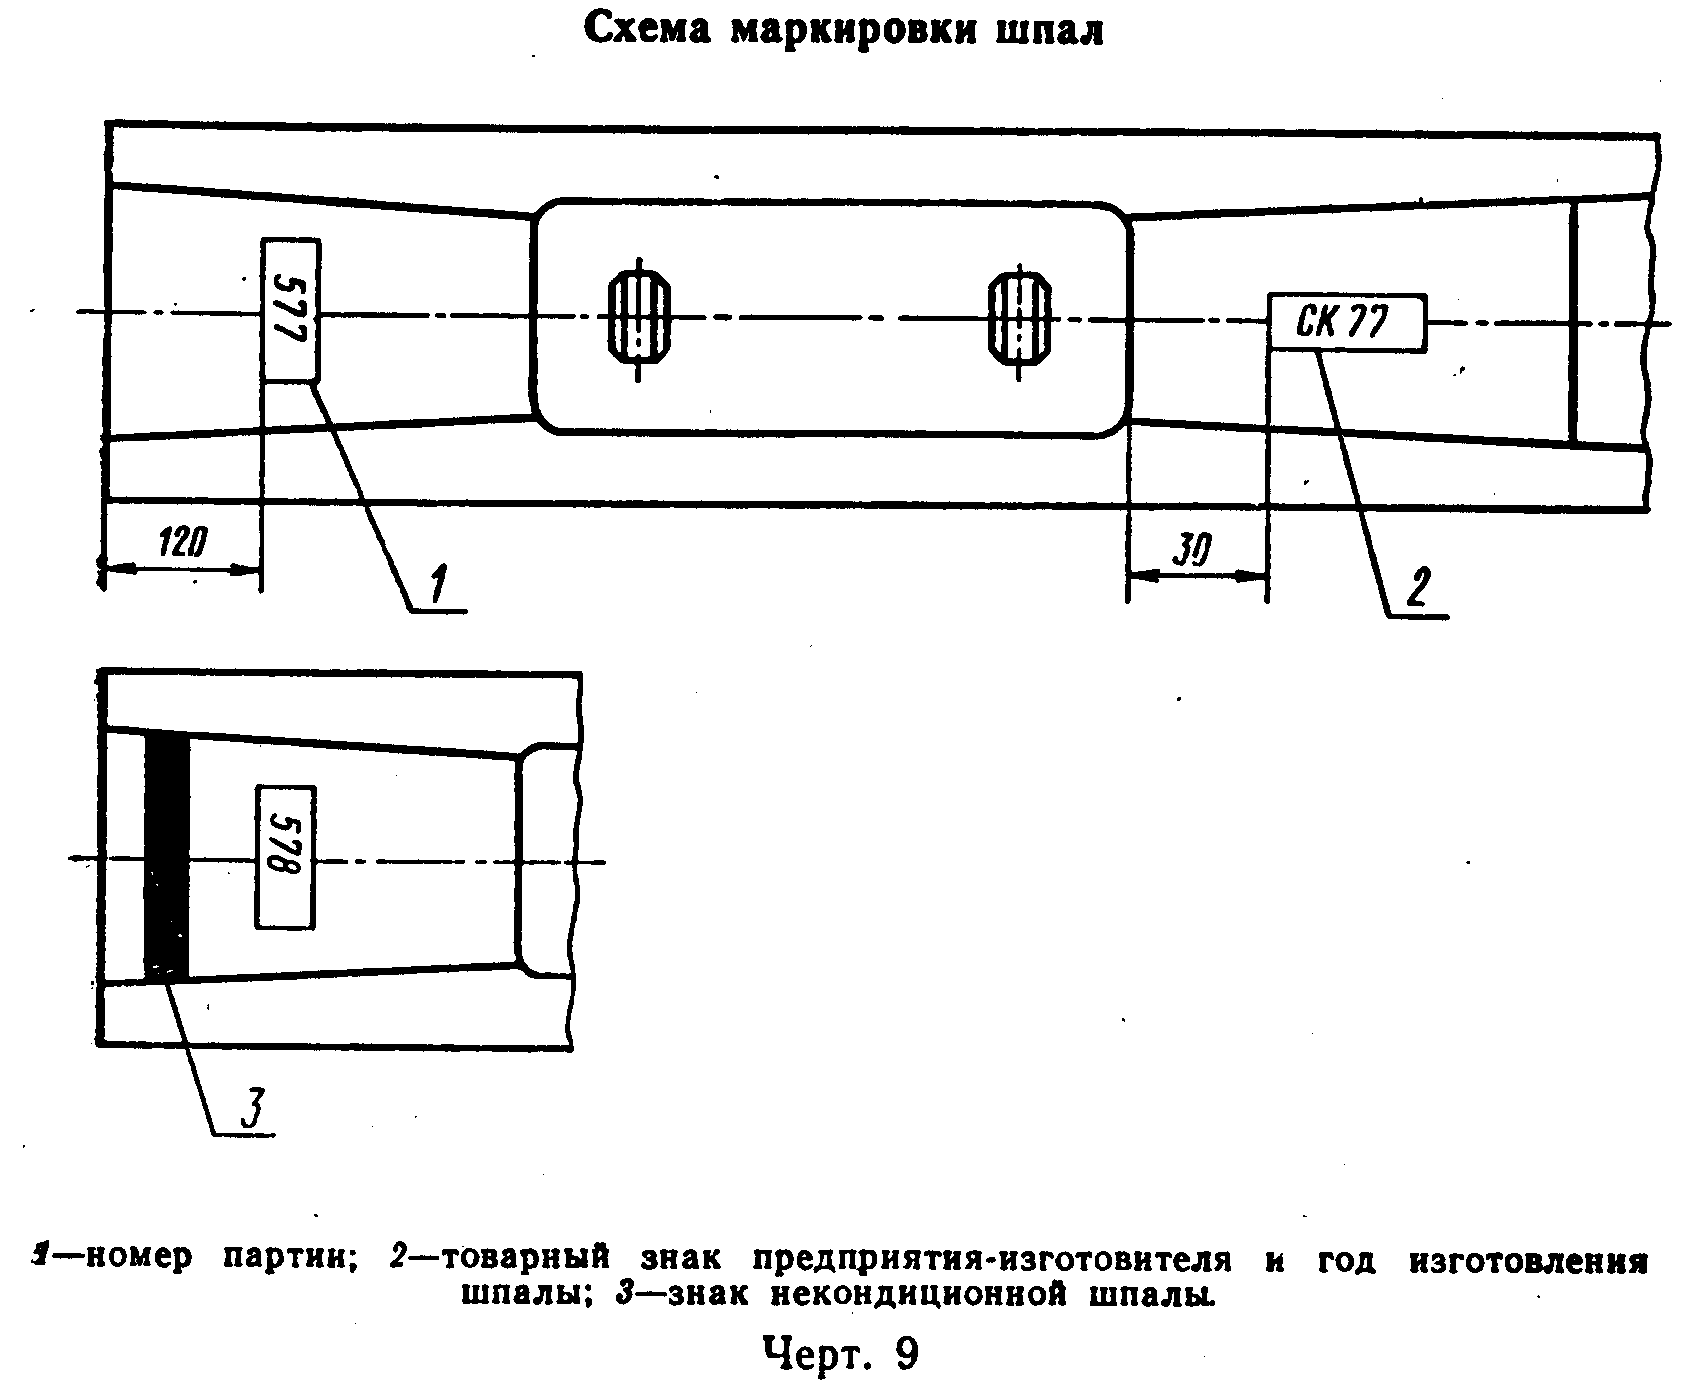 Схема маркировки шпал
577
СК 77
120
1
30
2
578
3
1—номер партии; 2—товарный знак предприятия-изготовителя и год изготовления
шпалы; 3—знак некондиционной шпалы.
Черт. 9